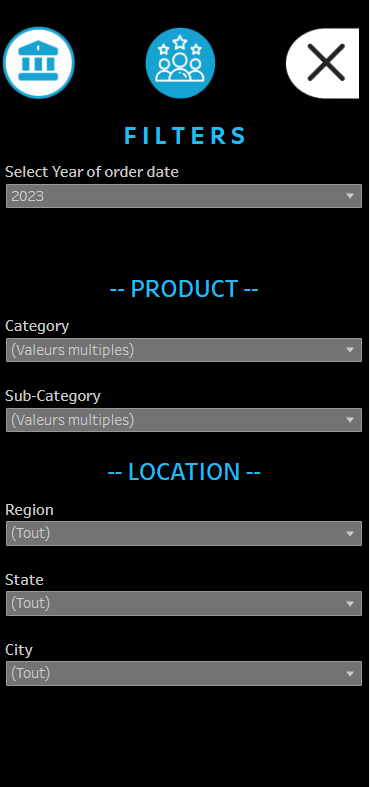 FILTERS
Select Year of order date
2023
-- PRODUCT --
Category
(Valeurs multiples)
Sub-Category
(Valeurs multiples)
-- LOCATION --
Region
(Tout)
State
(Tout)
City
(Tout)